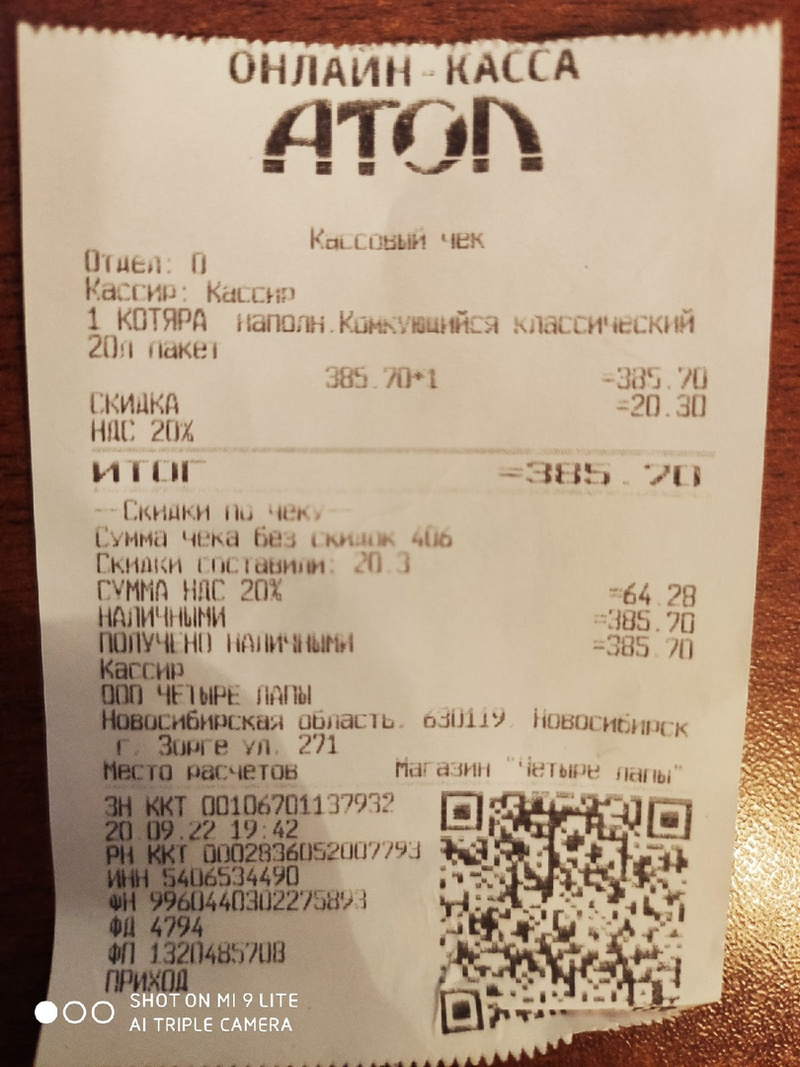 ОНЛАЙН-КАССА
АТОЛ
Кассовый чек
Отдел: 0
Кассир: Кассир
1 КОТЯРА наполн.Комкующийся классический
20л пакет
385.70*1 =385.70
СКИДКА =20.30
НДС 20%
ИТОГ =385.70
--Скидки по чеку--
Сумма чека без скидок 406
Скидки составили: 20.3
СУММА НДС 20% =64.28
НАЛИЧНЫМИ =385.70
ПОЛУЧЕНО НАЛИЧНЫМИ =385.70
Кассир
ООО ЧЕТЫРЕ ЛАПЫ
Новосибирская область, 630119, Новосибирск
г, Зорге ул, 271
Место расчетов Магазин "Четыре лапы"
ЗН ККТ 00106701137932
20.09.22 19:42
РН ККТ 0002836052007793
ИНН 5406534490
ФН 9960440302275893
ФД 4794
ФП 1320485708
ПРИХОД
SHOT ON MI 9 LITE
AI TRIPLE CAMERA